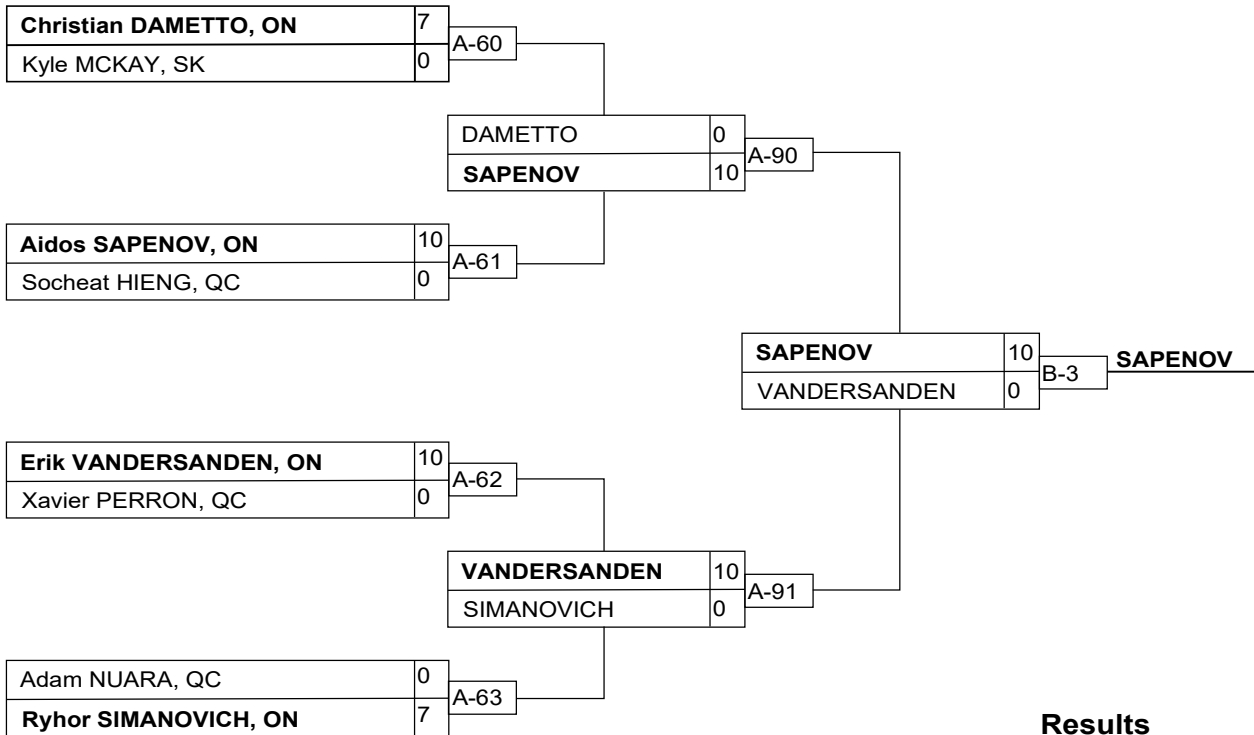 Christian DAMETTO, ON 7
A-60
Kyle MCKAY, SK 0
DAMETTO 0
A-90
SAPENOV 10
Aidos SAPENOV, ON 10
A-61
Socheat HIENG, QC 0
SAPENOV 10
B-3 SAPENOV
VANDERSANDEN 0
Erik VANDERSANDEN, ON 10
A-62
Xavier PERRON, QC 0
VANDERSANDEN 10
A-91
SIMANOVICH 0
Adam NUARA, QC 0
A-63
Ryhor SIMANOVICH, ON 7
Results